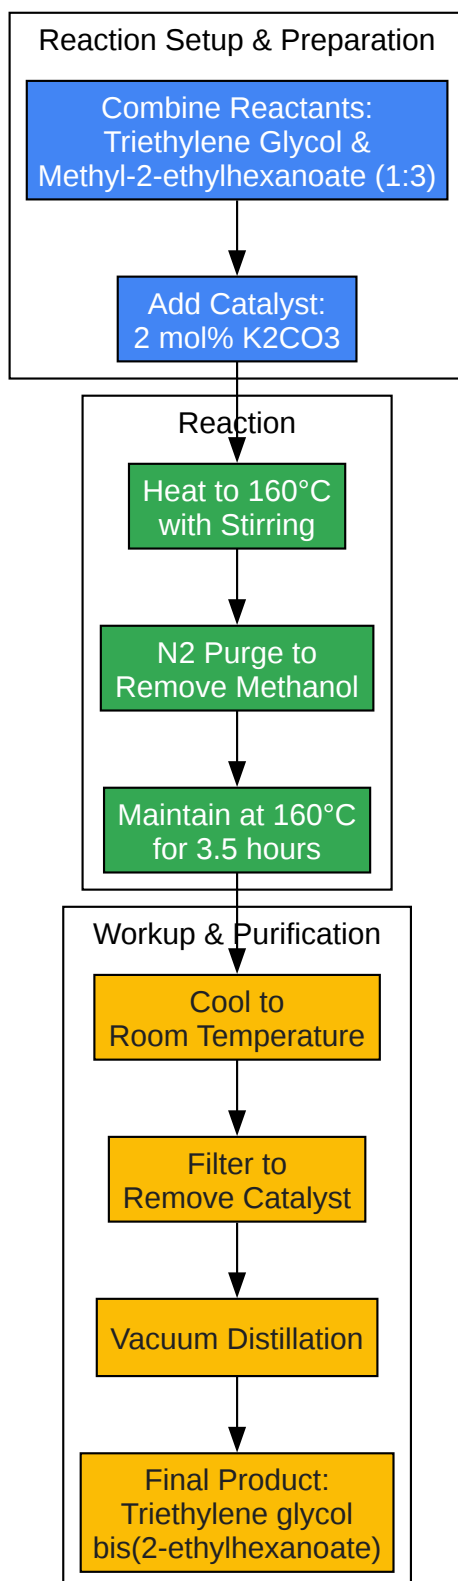 Reaction Setup & Preparation
Combine Reactants:
Triethylene Glycol &
Methyl-2-ethylhexanoate (1:3)
Add Catalyst:
2 mol% K2CO3
Reaction
Heat to 160°C
with Stirring
N2 Purge to
Remove Methanol
Maintain at 160°C
for 3.5 hours
Workup & Purification
Cool to
Room Temperature
Filter to
Remove Catalyst
Vacuum Distillation
Final Product:
Triethylene glycol
bis(2-ethylhexanoate)